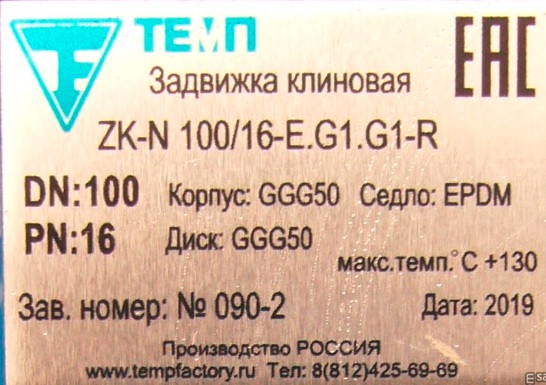 ТЕМП
EAC
Задвижка клиновая
ZK-N 100/16-E.G1.G1-R
DN:100 Корпус: GGG50 Седло: EPDM
PN:16 Диск: GGG50
макс.темп.°C +130
Зав. номер: № 090-2 Дата: 2019
Производство РОССИЯ
www.tempfactory.ru Тел: 8(812)425-69-69